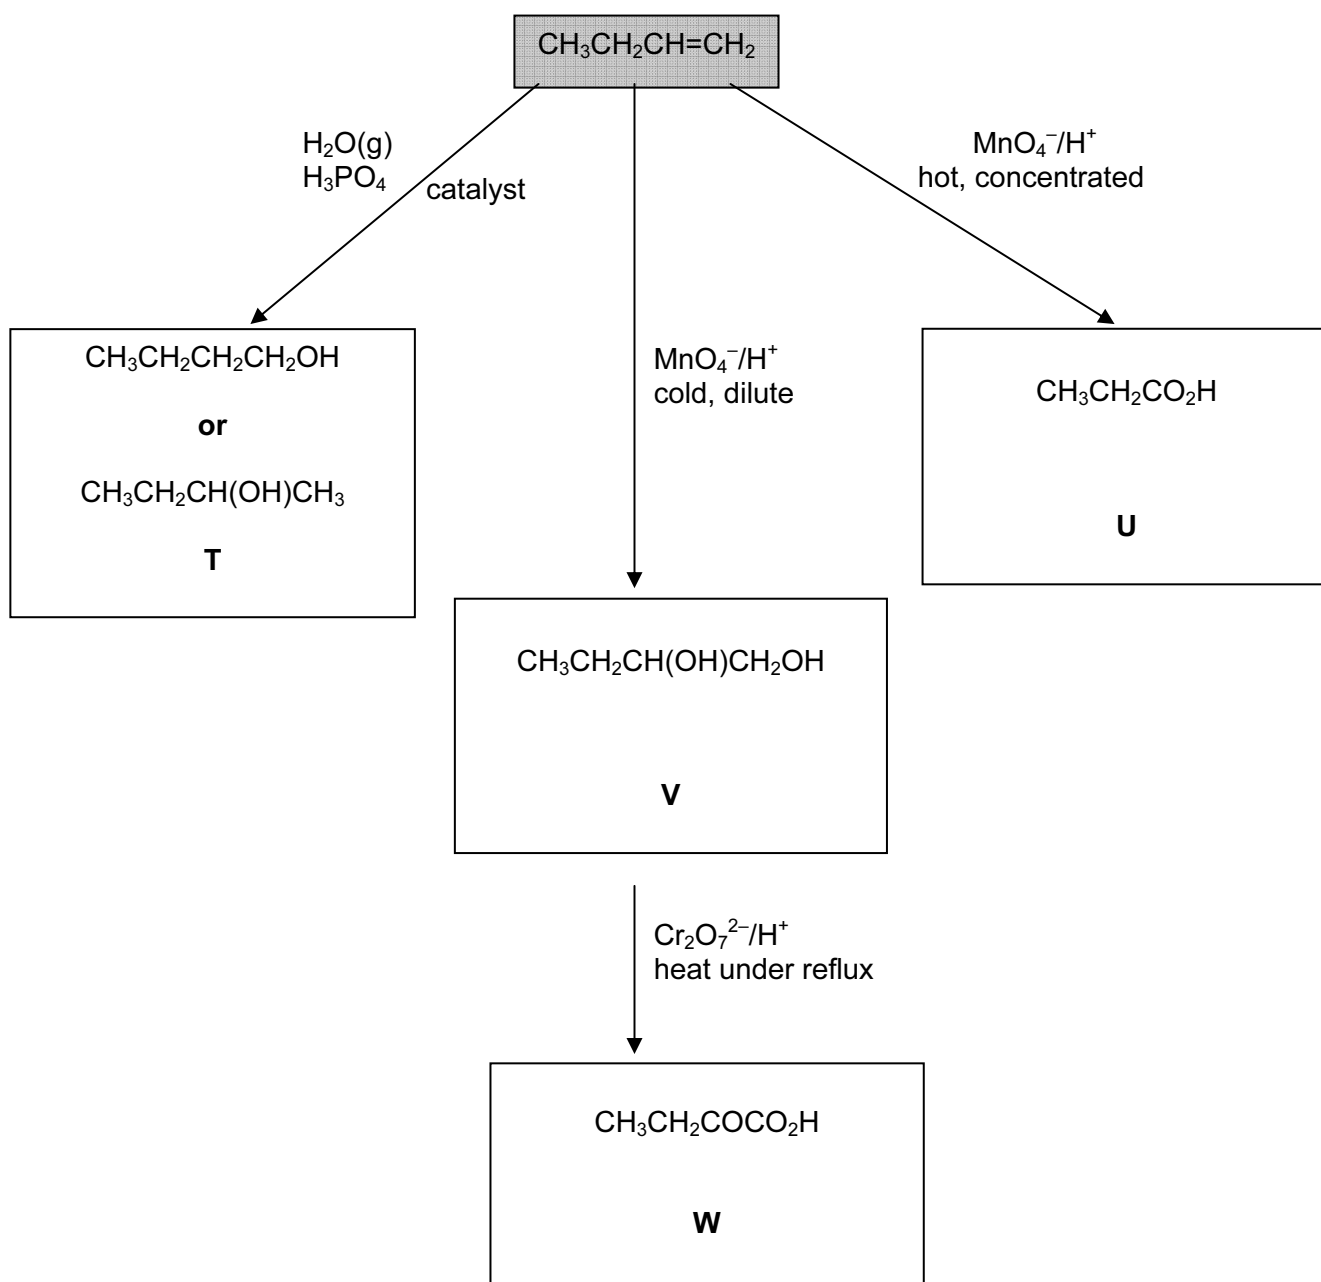 CH₃CH₂CH=CH₂
H₂O(g)
H₃PO₄
catalyst
MnO₄⁻/H⁺
hot, concentrated
CH₃CH₂CH₂CH₂OH
or
CH₃CH₂CH(OH)CH₃
T
MnO₄⁻/H⁺
cold, dilute
CH₃CH₂CO₂H
U
CH₃CH₂CH(OH)CH₂OH
V
Cr₂O₇²⁻/H⁺
heat under reflux
CH₃CH₂COCO₂H
W